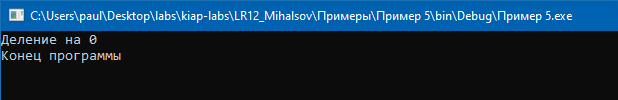 C:\Users\paul\Desktop\labs\kiap-labs\LR12_Mihalsov\Примеры\Пример 5\bin\Debug\Пример 5.exe
Деление на 0
Конец программы